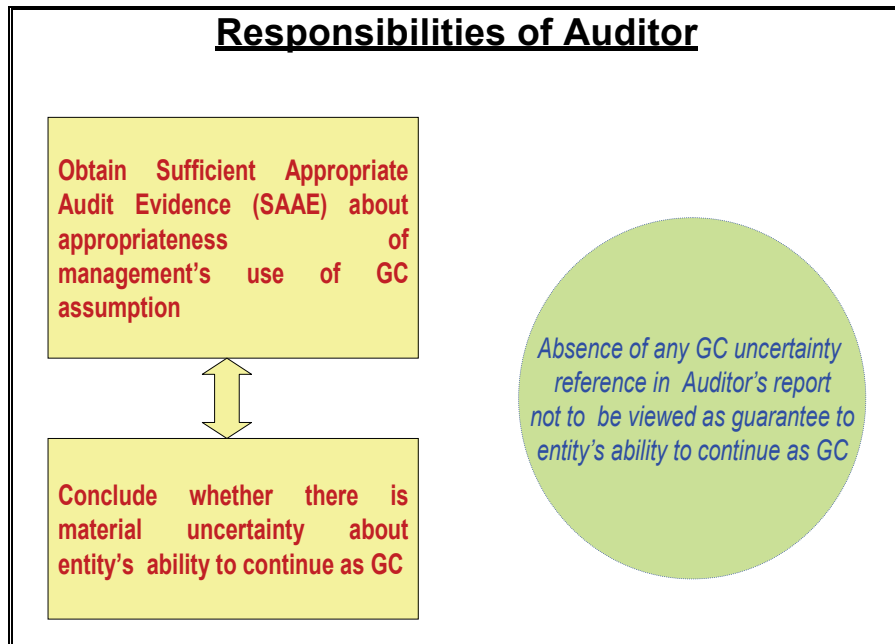 Responsibilities of Auditor
Obtain Sufficient Appropriate
Audit Evidence (SAAE) about
appropriateness of
management’s use of GC
assumption
Conclude whether there is
material uncertainty about
entity’s ability to continue as GC
Absence of any GC uncertainty
reference in Auditor’s report
not to be viewed as guarantee to
entity’s ability to continue as GC